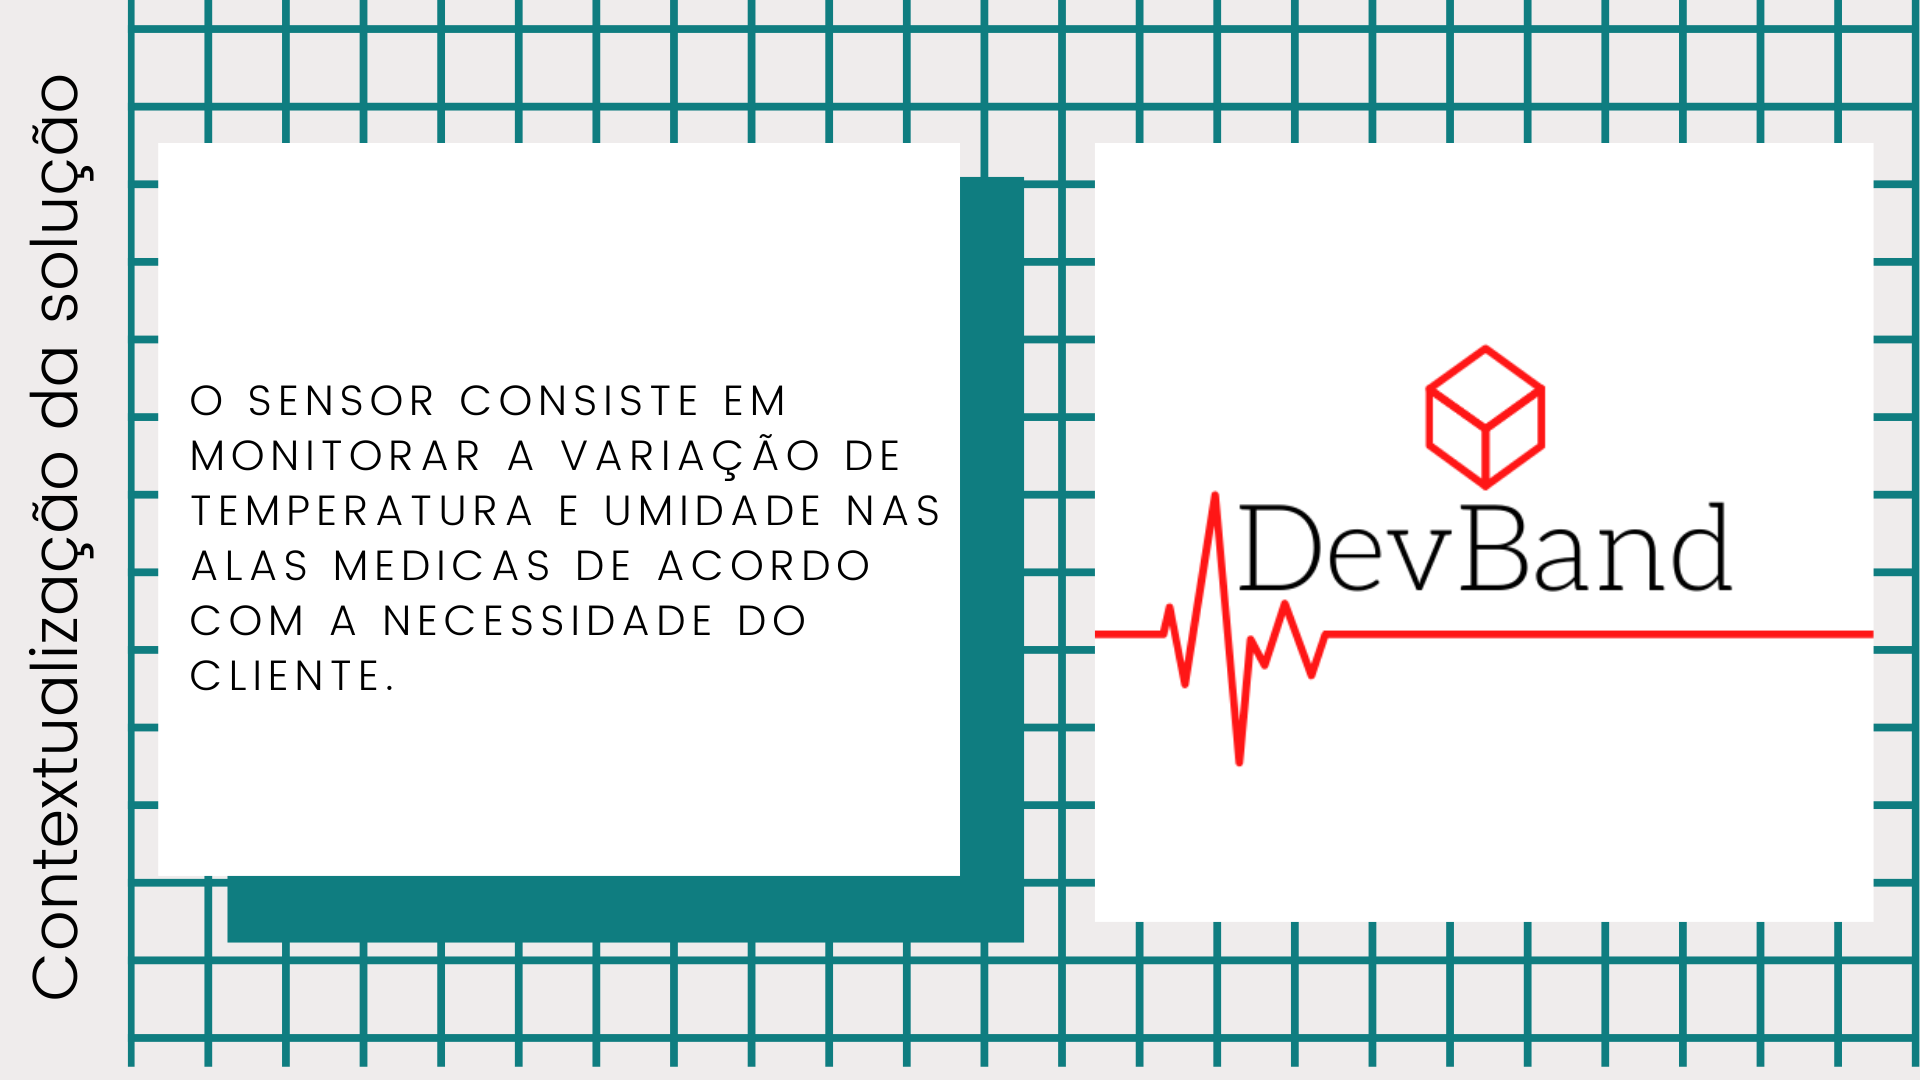 Contextualização da solução
O SENSOR CONSISTE EM
MONITORAR A VARIAÇÃO DE
TEMPERATURA E UMIDADE NAS
ALAS MEDICAS DE ACORDO
COM A NECESSIDADE DO
CLIENTE.
DevBand